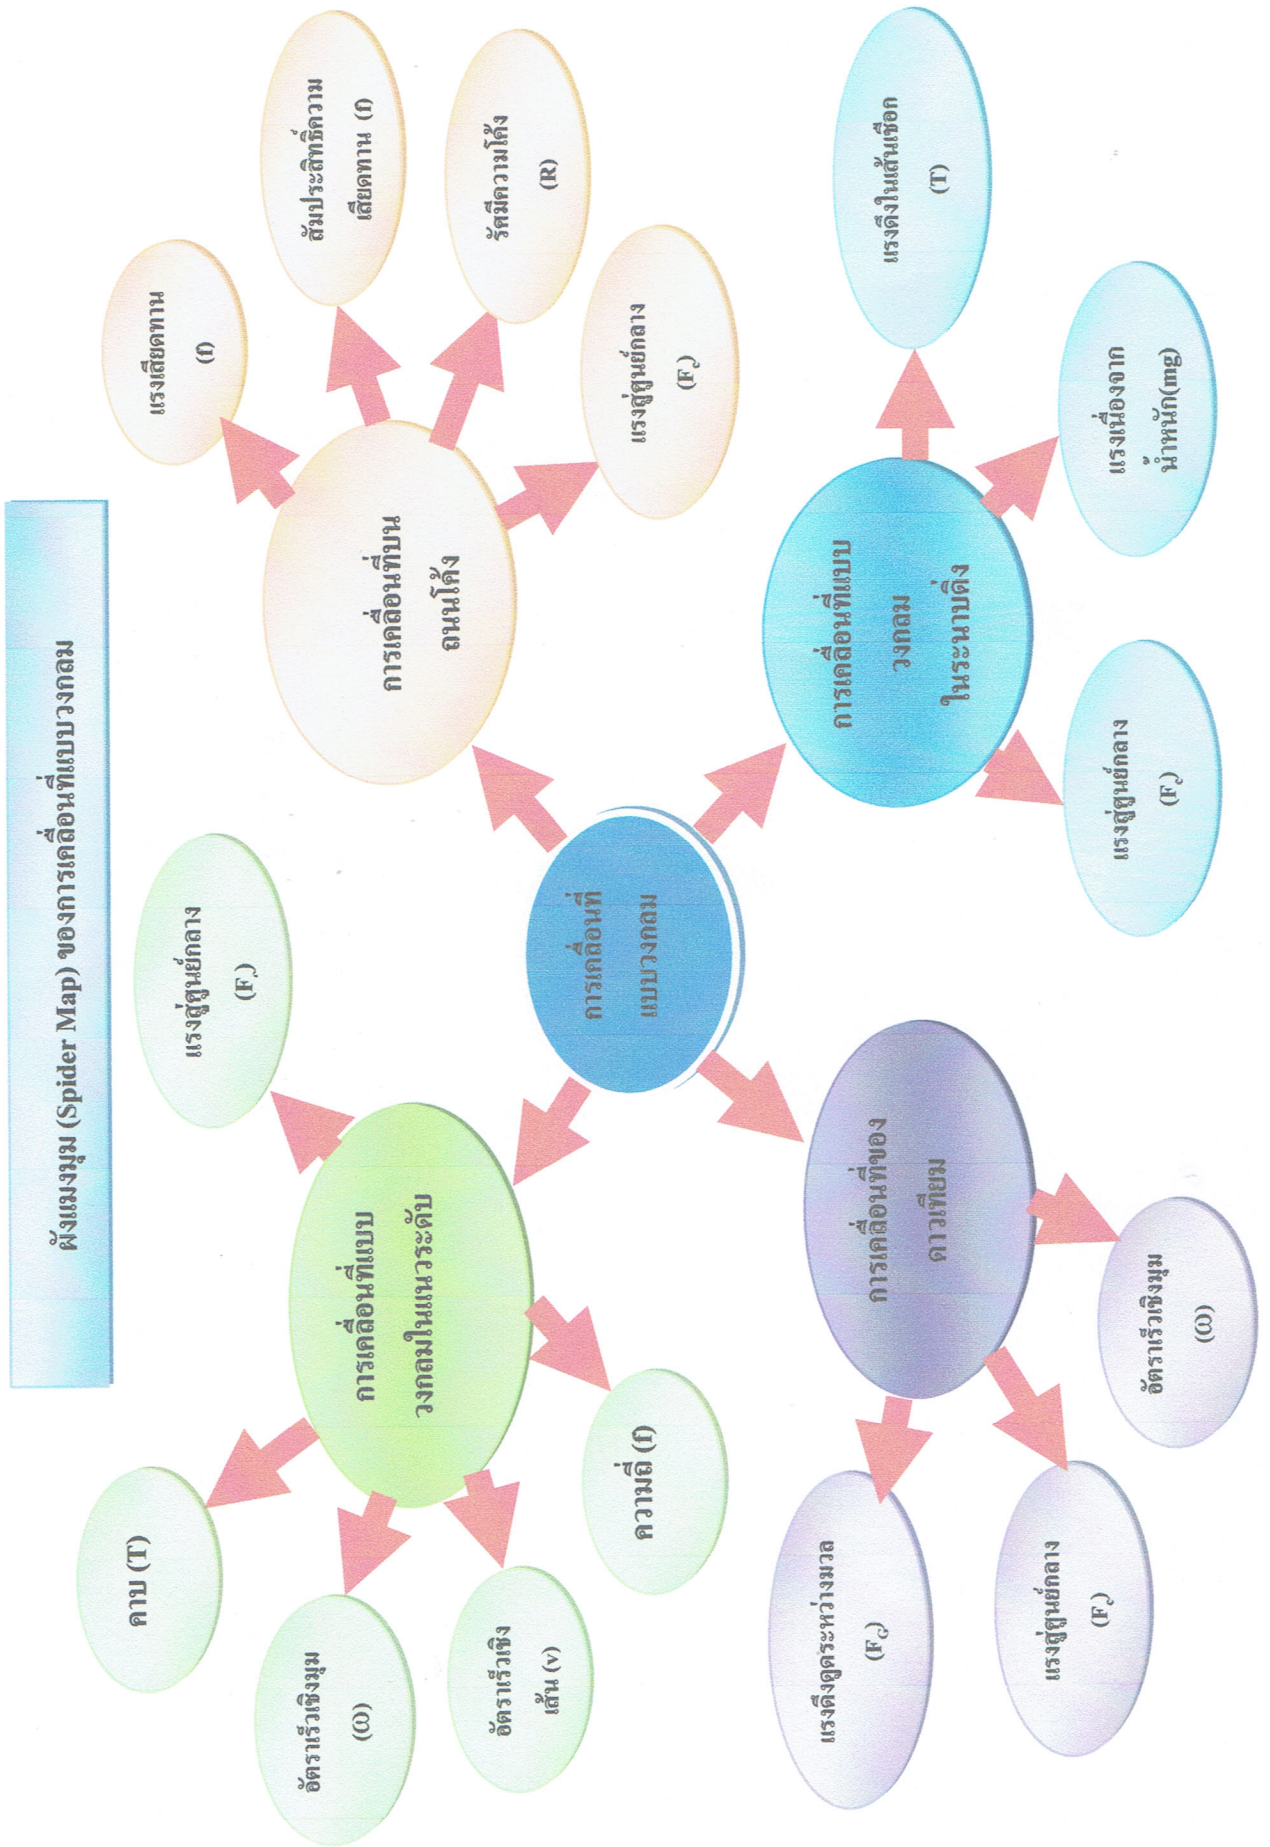 ผังแมงมุม (Spider Map) ของการเคลื่อนที่แบบวงกลม
คาบ (T)
อัตราเร็วเชิงมุม
(ω)
อัตราเร็วเชิง
เส้น (v)
ความถี่ (f)
แรงสู่ศูนย์กลาง
(Fc)
การเคลื่อนที่แบบ
วงกลมในแนวระดับ
แรงเสียดทาน
(f)
สัมประสิทธิ์ความ
เสียดทาน (f)
รัศมีความโค้ง
(R)
แรงสู่ศูนย์กลาง
(Fc)
การเคลื่อนที่บน
ถนนโค้ง
การเคลื่อนที่
แบบวงกลม
การเคลื่อนที่ของ
ดาวเทียม
แรงดึงดูดระหว่างมวล
(FG)
แรงสู่ศูนย์กลาง
(Fc)
อัตราเร็วเชิงมุม
(ω)
การเคลื่อนที่แบบ
วงกลม
ในระนาบดิ่ง
แรงดึงในเส้นเชือก
(T)
แรงเนื่องจาก
น้ำหนัก(mg)
แรงสู่ศูนย์กลาง
(Fc)